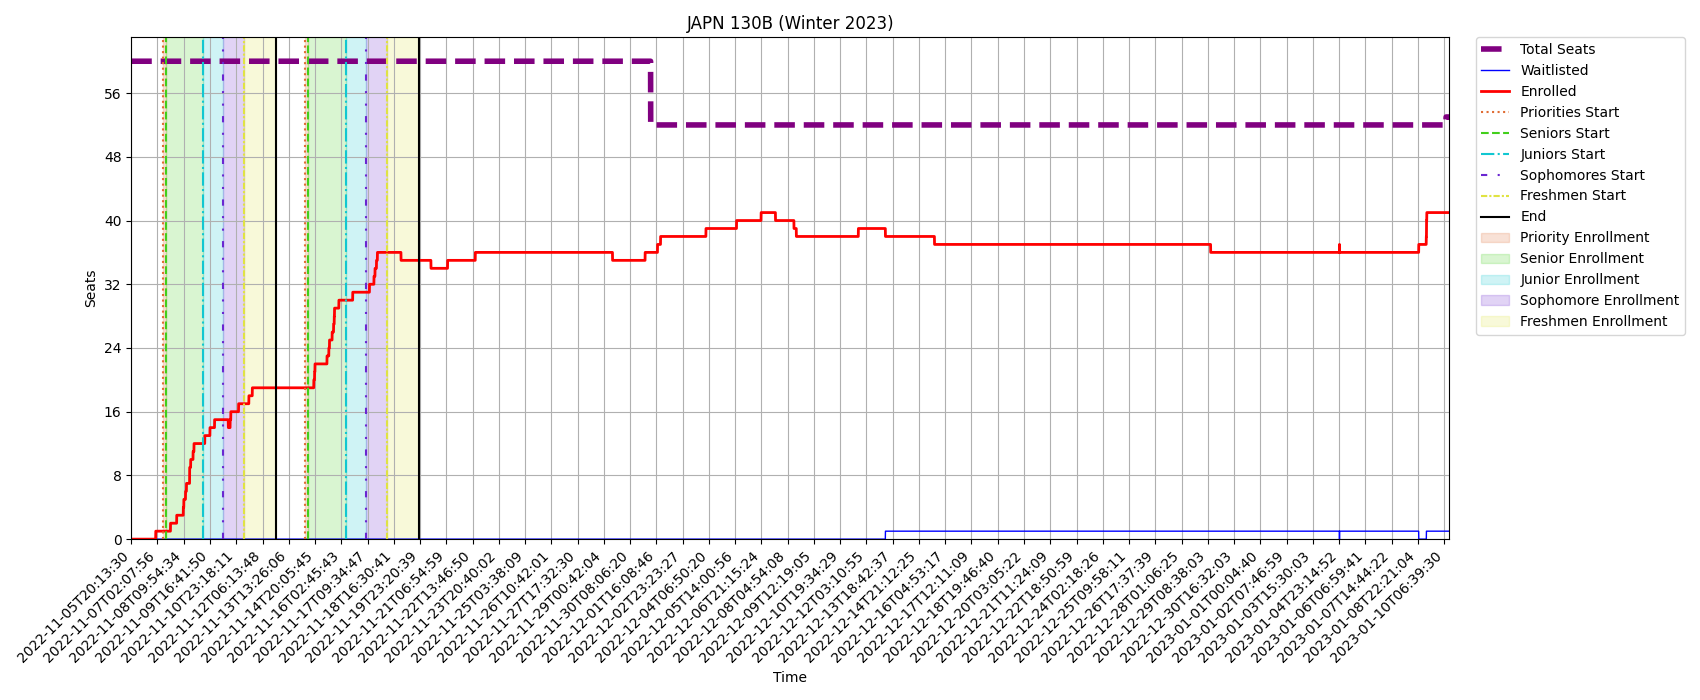 JAPN 130B (Winter 2023)
Total Seats
Waitlisted
Enrolled
Priorities Start
Seniors Start
Juniors Start
Sophomores Start
Freshmen Start
End
Priority Enrollment
Senior Enrollment
Junior Enrollment
Sophomore Enrollment
Freshmen Enrollment
56
48
40
32
24
16
8
0
Seats
2022-11-05T20:13:30
2022-11-07T02:07:56
2022-11-08T09:54:34
2022-11-09T16:41:50
2022-11-10T23:18:11
2022-11-12T06:13:48
2022-11-13T13:26:06
2022-11-14T20:05:45
2022-11-16T02:45:43
2022-11-17T09:34:47
2022-11-18T16:30:41
2022-11-19T23:20:39
2022-11-21T06:54:59
2022-11-22T13:46:50
2022-11-23T20:40:02
2022-11-25T03:38:09
2022-11-26T10:42:01
2022-11-27T17:32:30
2022-11-29T00:42:04
2022-11-30T08:06:20
2022-12-01T16:08:46
2022-12-02T23:23:27
2022-12-04T06:50:20
2022-12-05T14:00:56
2022-12-06T21:15:24
2022-12-08T04:54:08
2022-12-09T12:19:05
2022-12-10T19:34:29
2022-12-12T03:10:55
2022-12-13T18:42:37
2022-12-14T21:12:25
2022-12-16T04:53:17
2022-12-17T12:11:09
2022-12-18T19:46:40
2022-12-20T03:05:22
2022-12-21T11:24:09
2022-12-22T18:50:59
2022-12-24T02:18:26
2022-12-25T09:58:11
2022-12-26T17:37:39
2022-12-28T01:06:25
2022-12-29T08:38:03
2022-12-30T16:32:03
2023-01-01T00:04:40
2023-01-02T07:46:59
2023-01-03T15:30:03
2023-01-04T23:14:52
2023-01-06T06:59:41
2023-01-07T14:44:22
2023-01-08T22:21:04
2023-01-10T06:39:30
Time